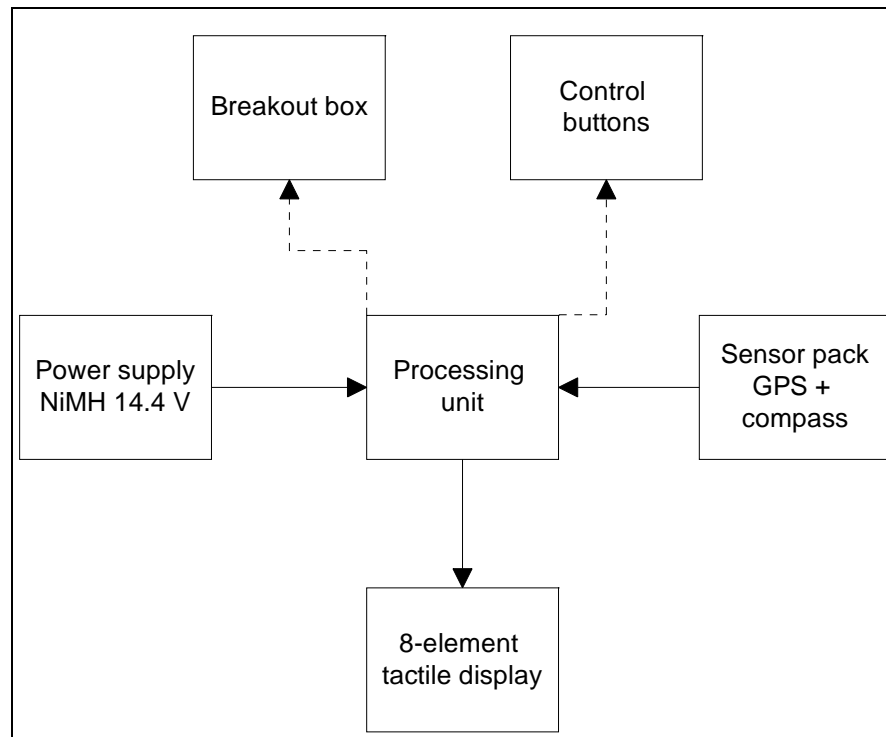 Breakout box
Control
buttons
Power supply
NiMH 14.4 V
Processing
unit
Sensor pack
GPS +
compass
8-element
tactile display